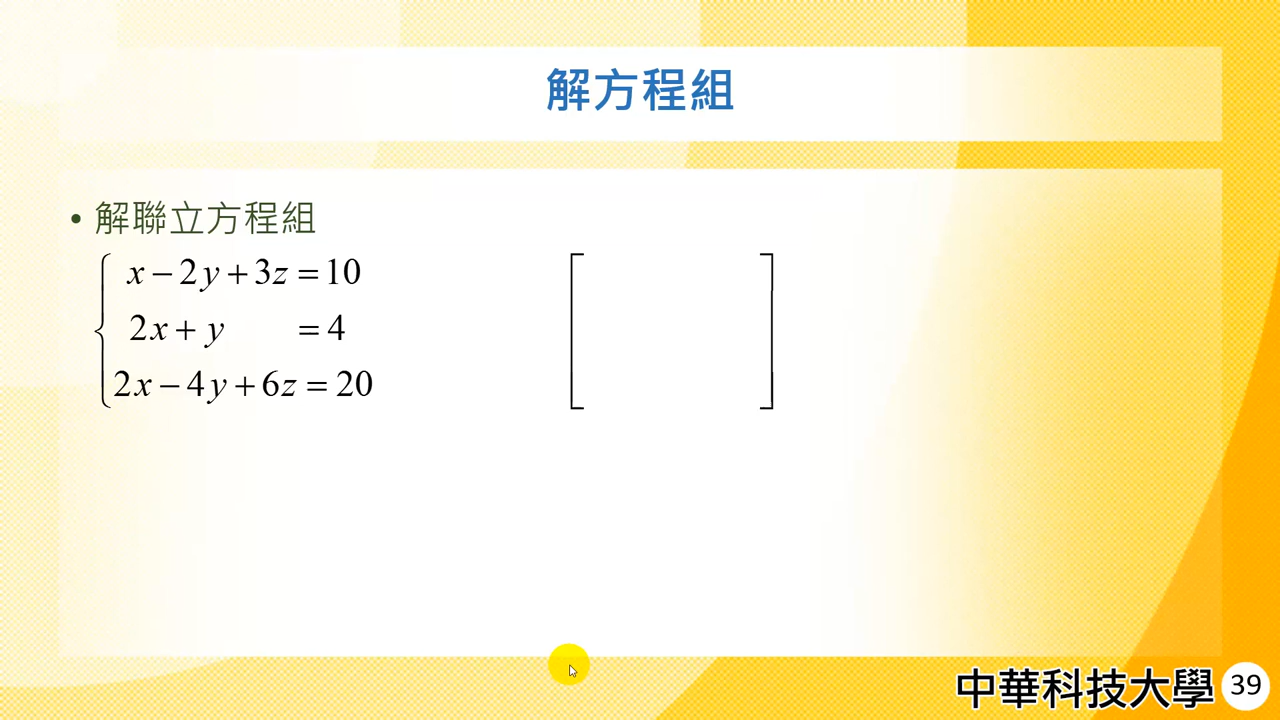 解方程組
• 解聯立方程組
x − 2y + 3z = 10
2x + y = 4
2x − 4y + 6z = 20
中華科技大學 39